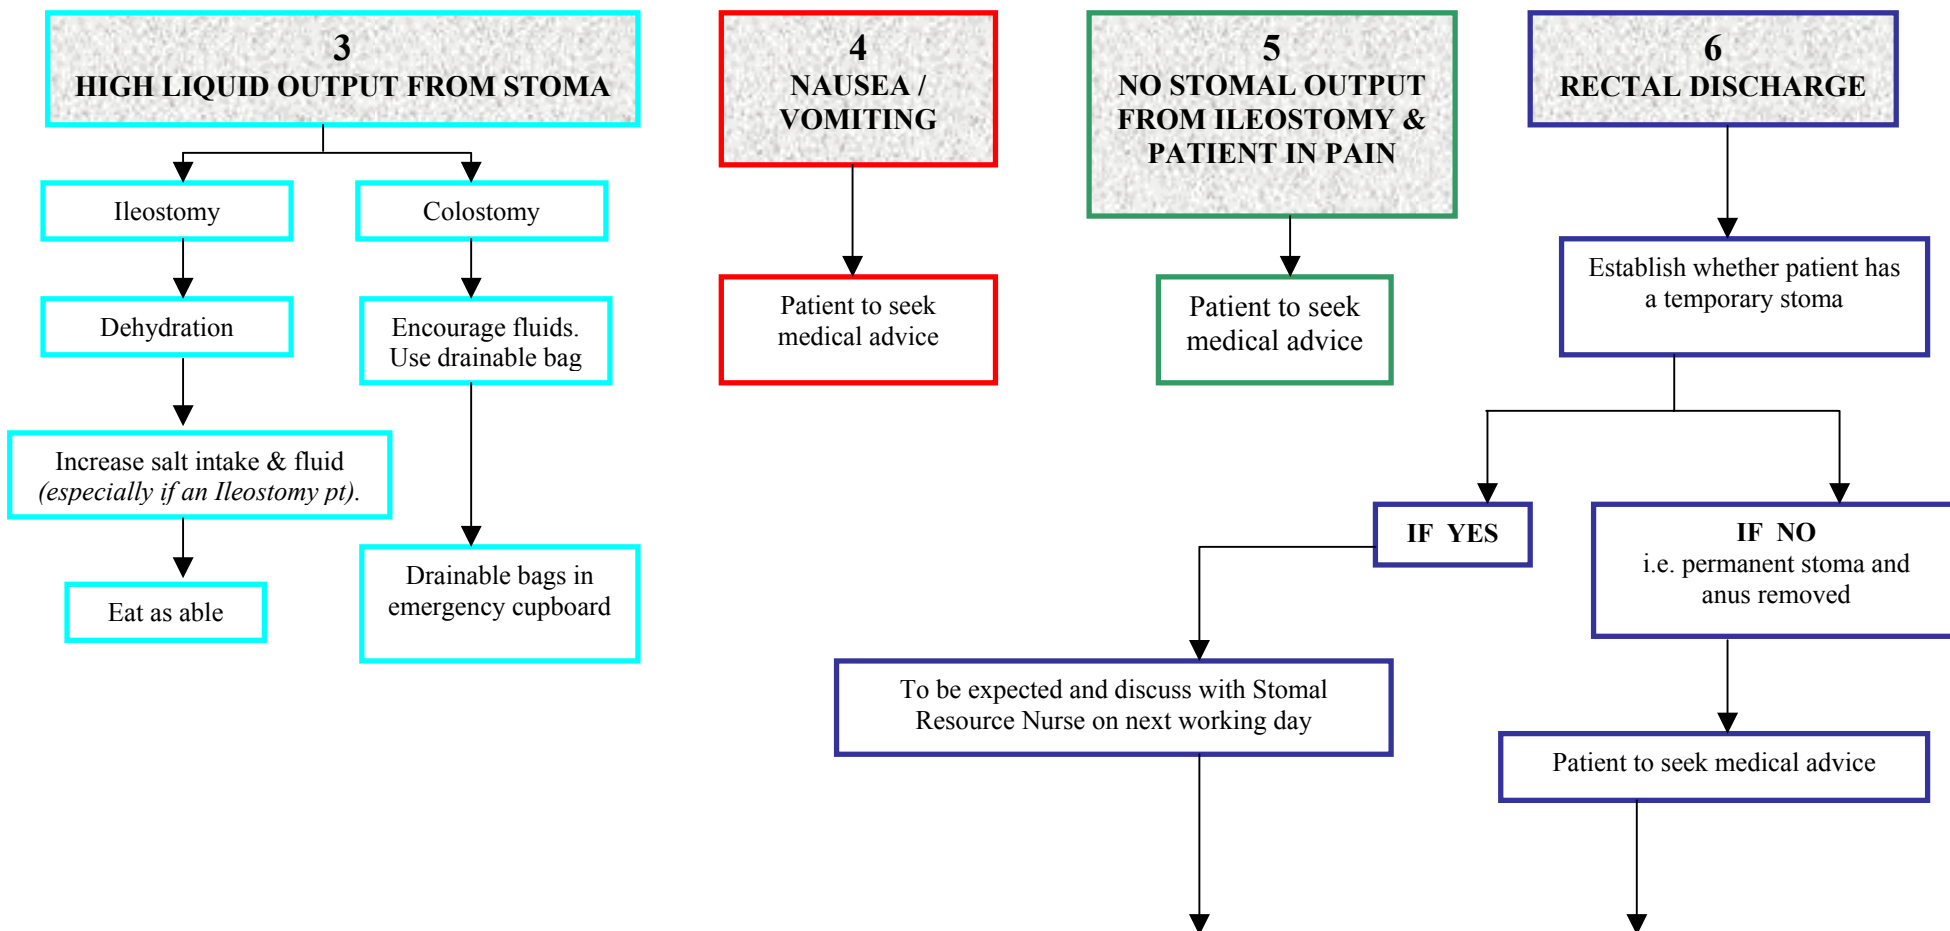 3
HIGH LIQUID OUTPUT FROM STOMA
Ileostomy
Colostomy
Dehydration
Encourage fluids.
Use drainable bag
Increase salt intake & fluid
(especially if an Ileostomy pt).
Eat as able
Drainable bags in
emergency cupboard
4
NAUSEA /
VOMITING
Patient to seek
medical advice
5
NO STOMAL OUTPUT
FROM ILEOSTOMY &
PATIENT IN PAIN
Patient to seek
medical advice
6
RECTAL DISCHARGE
Establish whether patient has
a temporary stoma
IF YES
IF NO
i.e. permanent stoma and
anus removed
To be expected and discuss with Stomal
Resource Nurse on next working day
Patient to seek medical advice